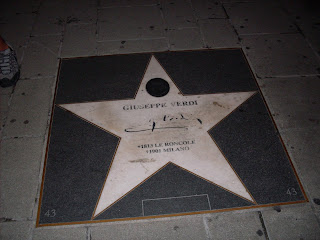 GIUSEPPE VERDI
*1813 LE RONCOLE
+1901 MILANO
43 43